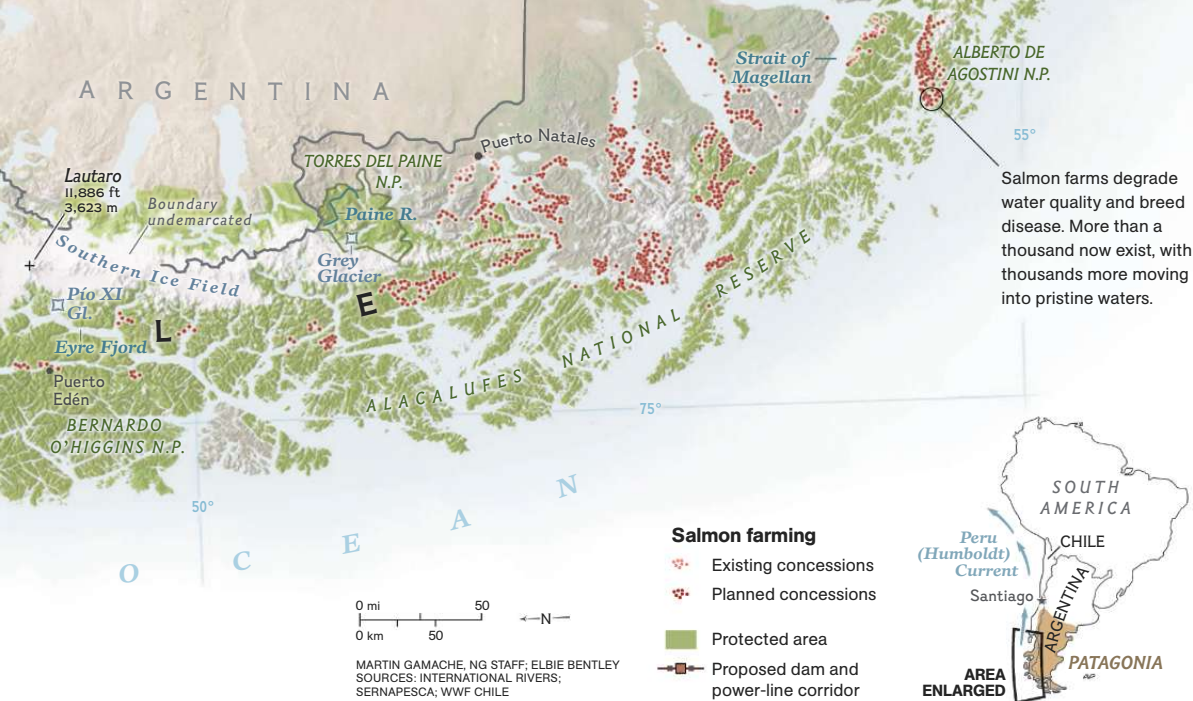 ARGENTINA
Strait of
Magellan
ALBERTO DE
AGOSTINI N.P.
55°
Puerto Natales
TORRES DEL PAINE
N.P.
Lautaro
11,886 ft
3,623 m
Boundary
undemarcated
Paine R.
Southern Ice Field
Grey
Glacier
Pío XI
Gl.
Eyre Fjord
L
E
Puerto
Edén
BERNARDO
O'HIGGINS N.P.
ALACALUFES NATIONAL RESERVE
75°
50°
OCEAN
Salmon farms degrade
water quality and breed
disease. More than a
thousand now exist, with
thousands more moving
into pristine waters.
Salmon farming
Existing concessions
Planned concessions
Protected area
Proposed dam and
power-line corridor
0 mi 50
0 km 50
N
MARTIN GAMACHE, NG STAFF; ELBIE BENTLEY
SOURCES: INTERNATIONAL RIVERS;
SERNAPESCA; WWF CHILE
SOUTH
AMERICA
Peru
(Humboldt)
Current
CHILE
Santiago
ARGENTINA
PATAGONIA
AREA
ENLARGED